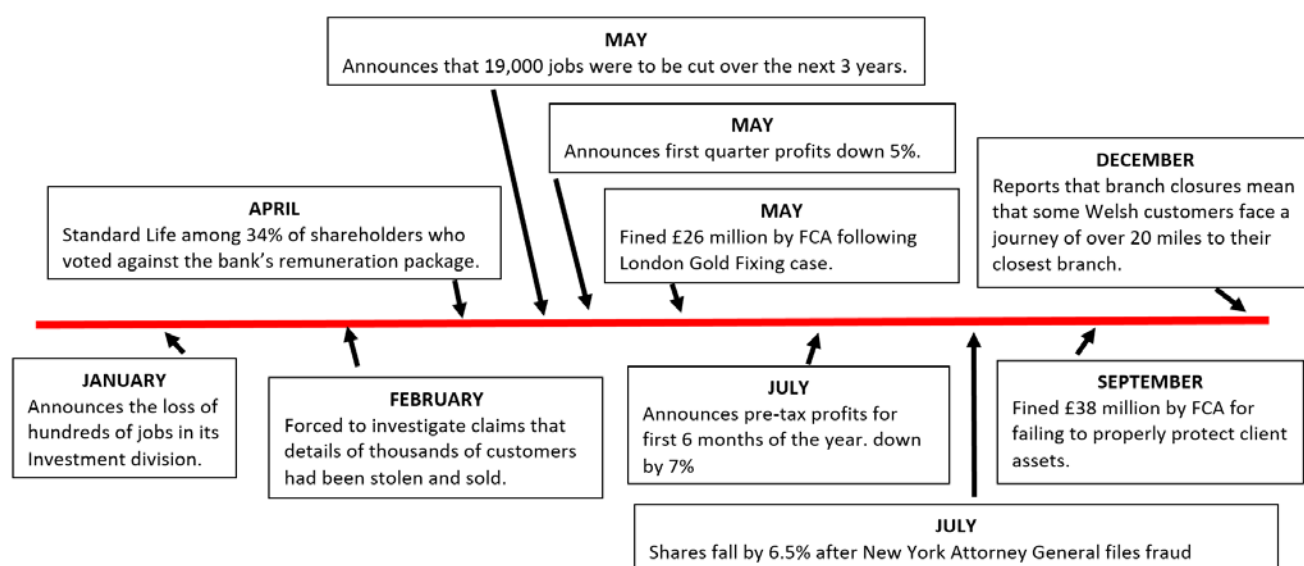 MAY
Announces that 19,000 jobs were to be cut over the next 3 years.
MAY
Announces first quarter profits down 5%.
DECEMBER
Reports that branch closures mean
that some Welsh customers face a
journey of over 20 miles to their
closest branch.
APRIL
Standard Life among 34% of shareholders who
voted against the bank’s remuneration package.
MAY
Fined £26 million by FCA following
London Gold Fixing case.
JANUARY
Announces the loss of
hundreds of jobs in its
Investment division.
FEBRUARY
Forced to investigate claims that
details of thousands of customers
had been stolen and sold.
JULY
Announces pre-tax profits for
first 6 months of the year. down
by 7%
SEPTEMBER
Fined £38 million by FCA for
failing to properly protect client
assets.
JULY
Shares fall by 6.5% after New York Attorney General files fraud